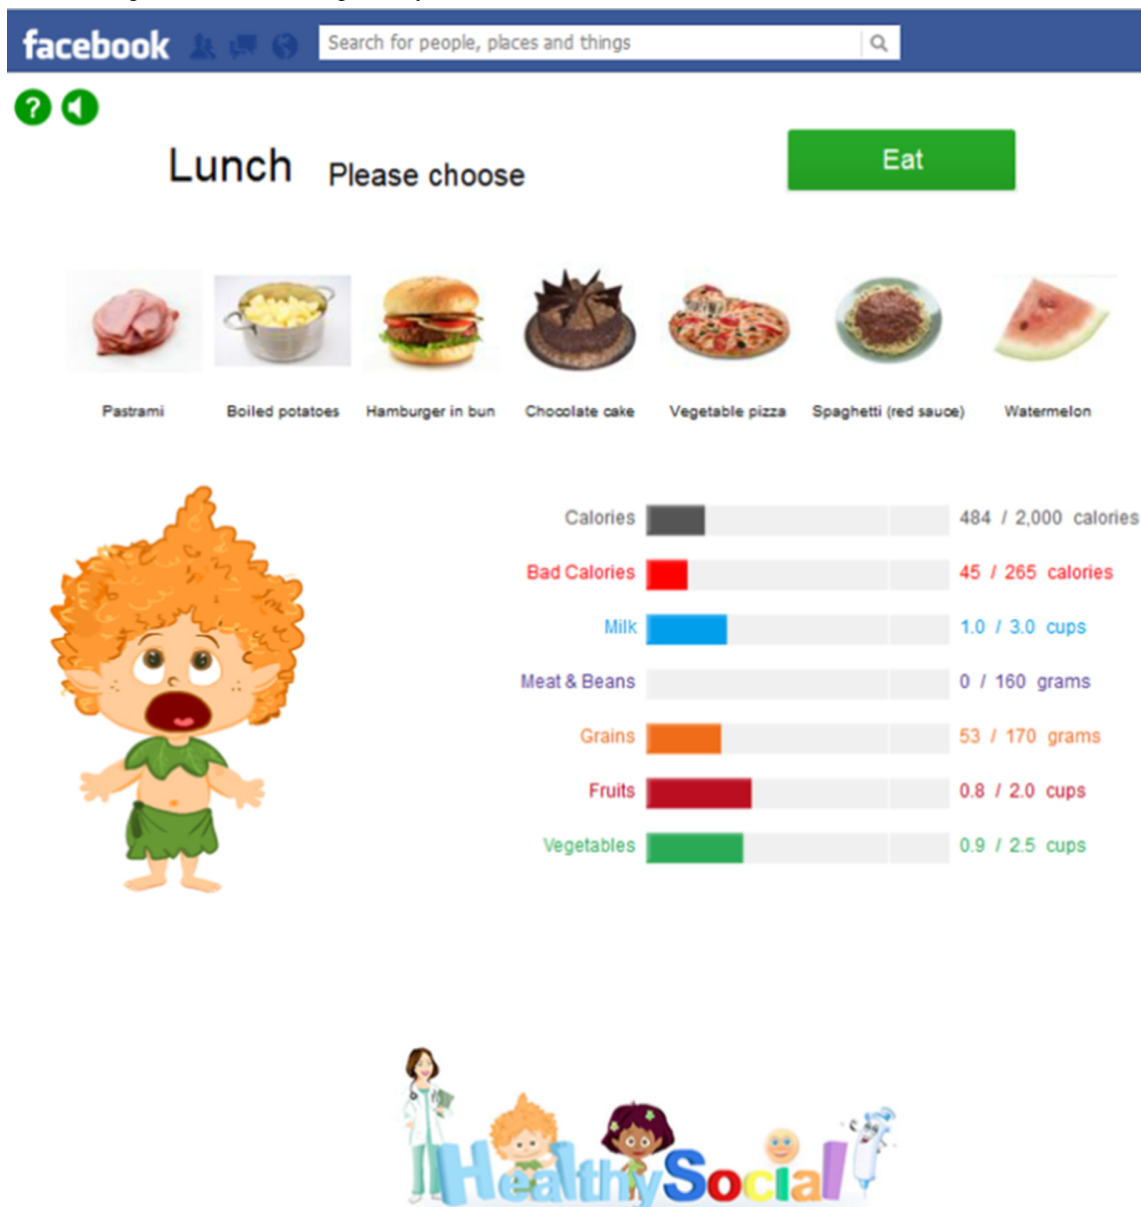 facebook
Search for people, places and things
?
Lunch Please choose
Eat
Pastrami Boiled potatoes Hamburger in bun Chocolate cake Vegetable pizza Spaghetti (red sauce) Watermelon
Calories 484 / 2,000 calories
Bad Calories 45 / 265 calories
Milk 1.0 / 3.0 cups
Meat & Beans 0 / 160 grams
Grains 53 / 170 grams
Fruits 0.8 / 2.0 cups
Vegetables 0.9 / 2.5 cups
HealthySocial